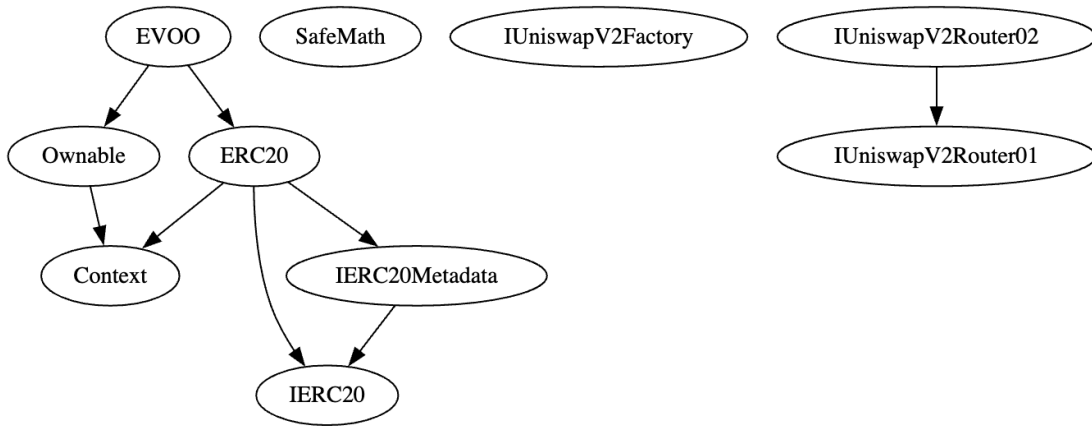 EVOO
SafeMath
IUniswapV2Factory
IUniswapV2Router02
Ownable
ERC20
IUniswapV2Router01
Context
IERC20Metadata
IERC20